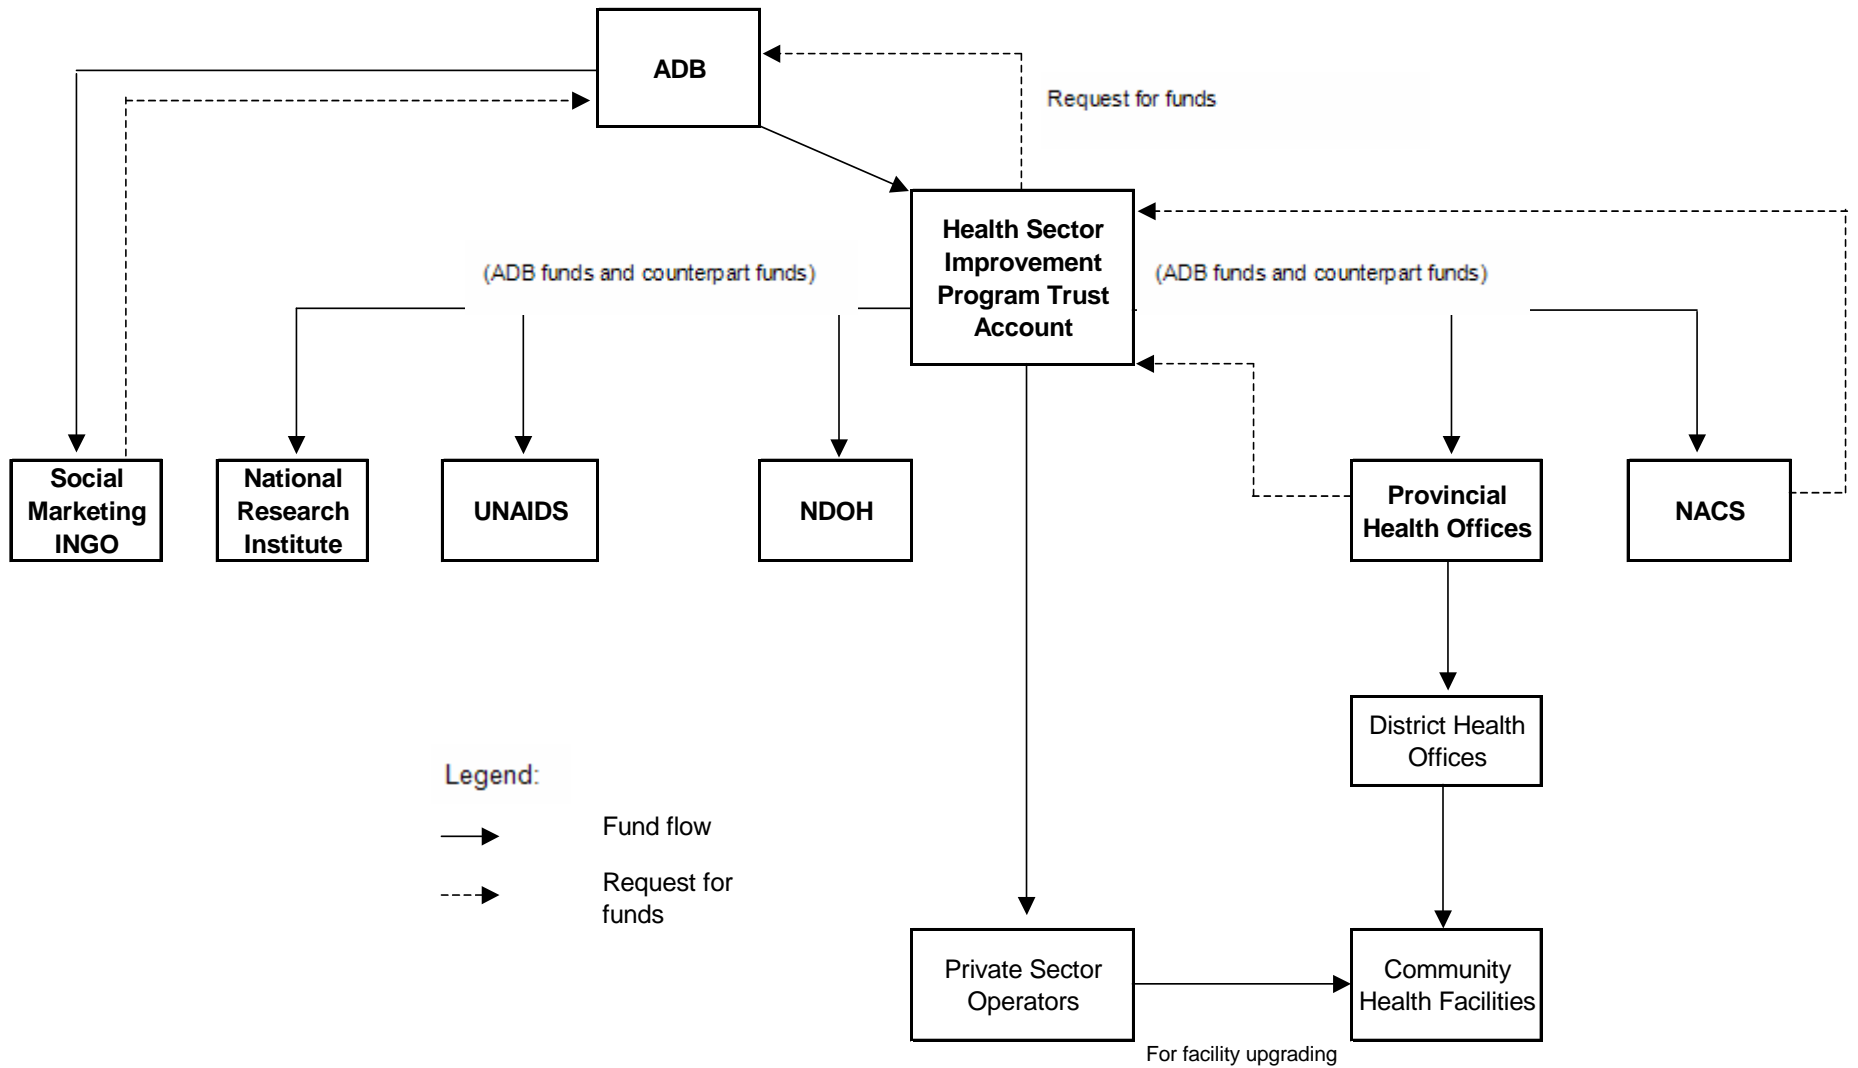 ADB
Request for funds
Health Sector
Improvement
Program Trust
Account
(ADB funds and counterpart funds)
(ADB funds and counterpart funds)
Social
Marketing
INGO
National
Research
Institute
UNAIDS
NDOH
Provincial
Health Offices
NACS
District Health
Offices
Legend:
Fund flow
Request for
funds
Private Sector
Operators
Community
Health Facilities
For facility upgrading